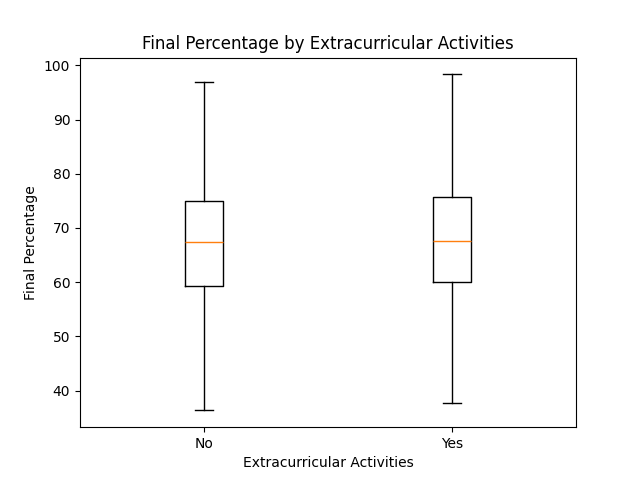 Final Percentage by Extracurricular Activities
100
90
80
70
60
50
40
Final Percentage
No
Yes
Extracurricular Activities